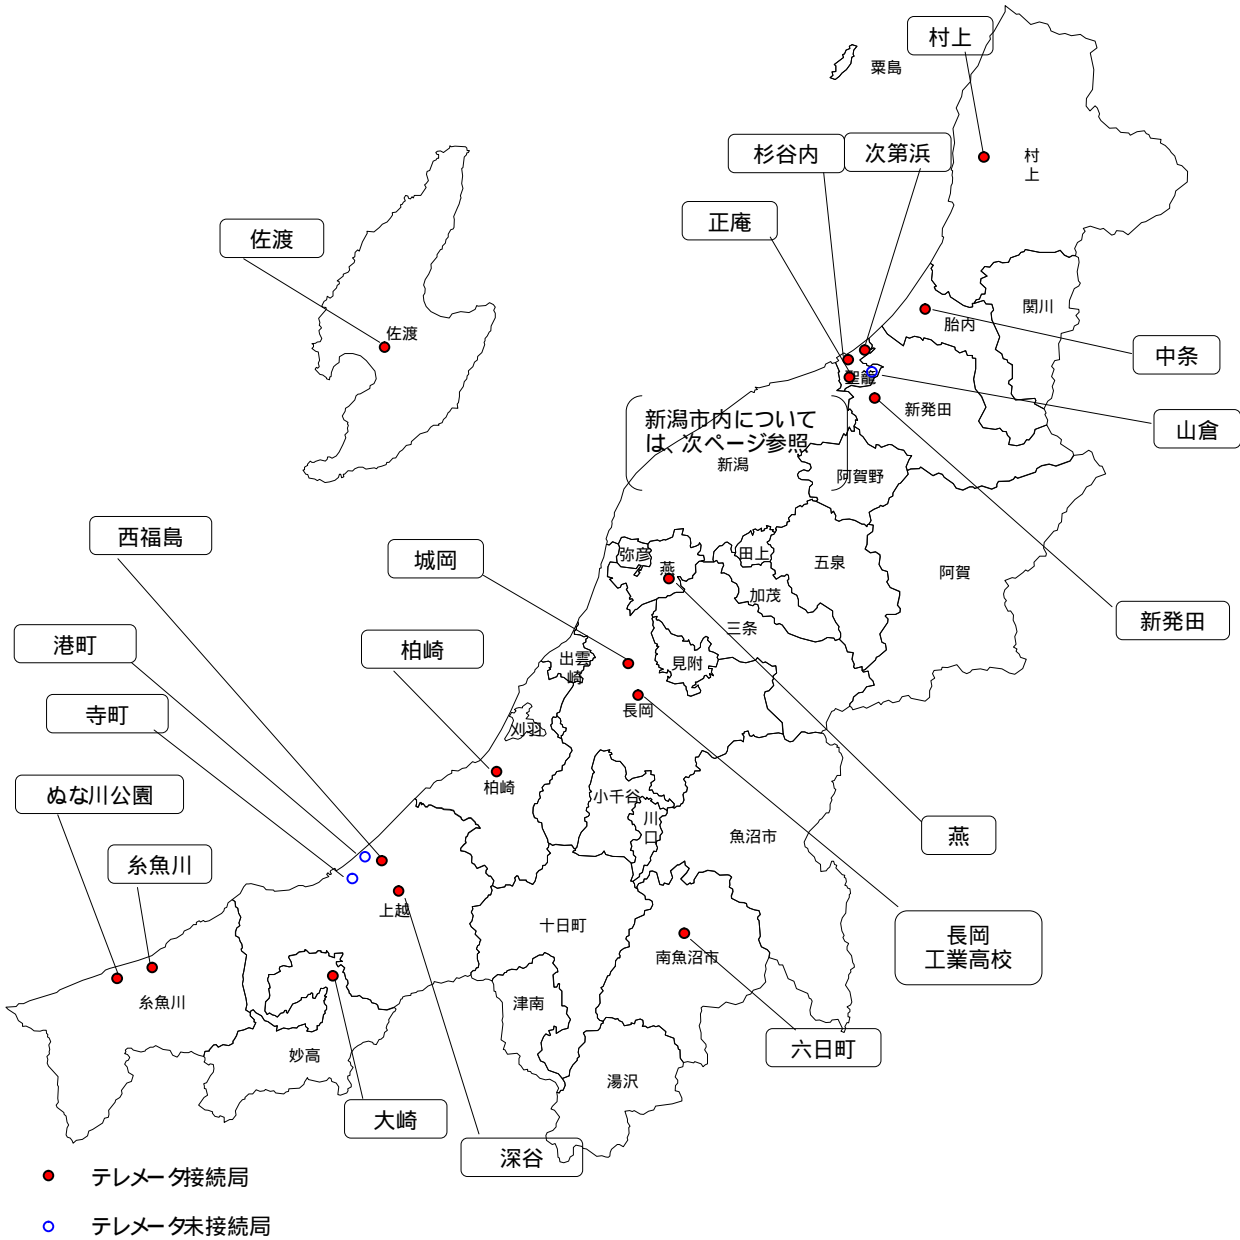 村上
粟島
杉谷内
次第浜
村
上
正庵
佐渡
佐渡
関川
胎内
中条
聖籠
新発田
山倉
新潟市内について
は、次ページ参照
新潟
阿賀野
西福島
城岡
弥彦
燕
田上
五泉
阿賀
加茂
新発田
三条
港町
柏崎
出雲
崎
見附
寺町
長岡
刈羽
ぬな川公園
柏崎
小千谷
川
口
魚沼市
燕
糸魚川
上越
十日町
長岡
工業高校
南魚沼市
糸魚川
津南
六日町
妙高
湯沢
大崎
深谷
テレメータ接続局
テレメータ未接続局